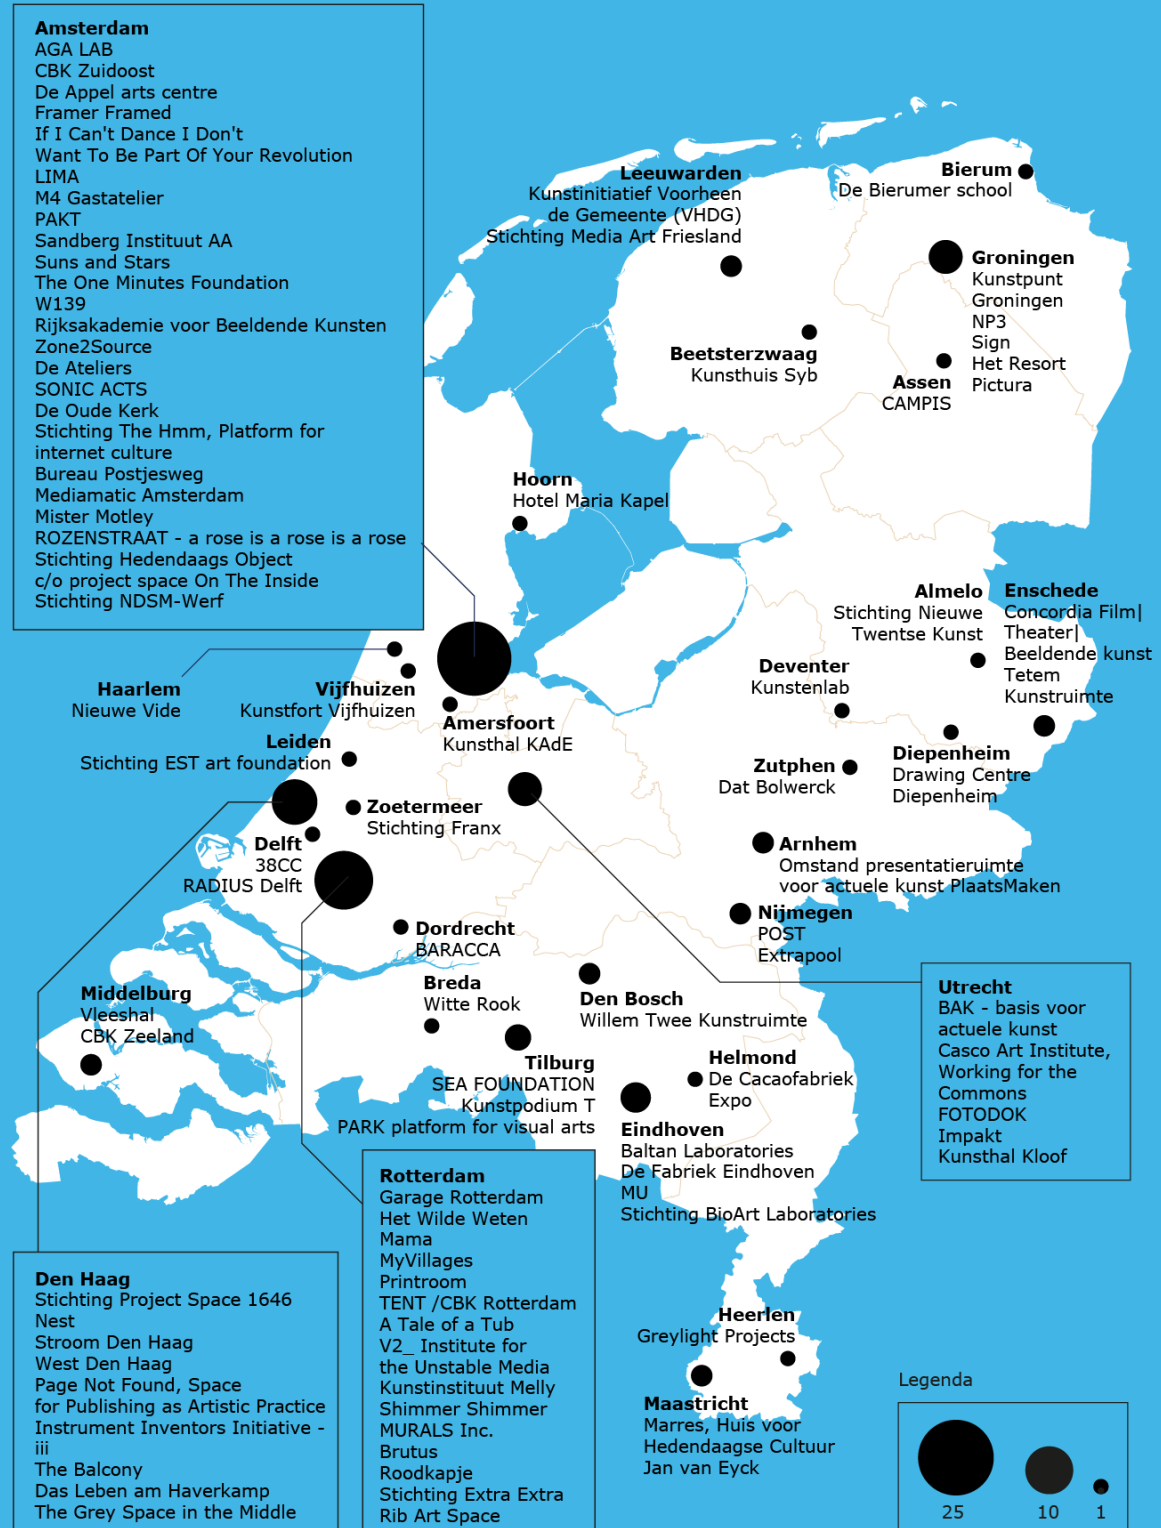 Amsterdam
AGA LAB
CBK Zuidoost
De Appel arts centre
Framer Framed
If I Can't Dance I Don't
Want To Be Part Of Your Revolution
LIMA
M4 Gastatelier
PAKT
Sandberg Instituut AA
Suns and Stars
The One Minutes Foundation
W139
Rijksakademie voor Beeldende Kunsten
Zone2Source
De Ateliers
SONIC ACTS
De Oude Kerk
Stichting The Hmm, Platform for
internet culture
Bureau Postjesweg
Mediamatic Amsterdam
Mister Motley
ROZENSTRAAT - a rose is a rose is a rose
Stichting Hedendaags Object
c/o project space On The Inside
Stichting NDSM-Werf
Leeuwarden
Kunstinitiatief Voorheen
de Gemeente (VHDG)
Stichting Media Art Friesland
Bierum
De Bierumer school
Groningen
Kunstpunt
Groningen
NP3
Sign
Het Resort
Pictura
Beetsterzwaag
Kunsthuis Syb
Assen
CAMPIS
Hoorn
Hotel Maria Kapel
Almelo
Stichting Nieuwe
Twentse Kunst
Enschede
Concordia Film|
Theater|
Beeldende kunst
Tetem
Kunstruimte
Deventer
Kunstenlab
Haarlem
Nieuwe Vide
Vijfhuizen
Kunstfort Vijfhuizen
Amersfoort
Kunsthal KAdE
Leiden
Stichting EST art foundation
Diepenheim
Drawing Centre
Diepenheim
Zutphen
Dat Bolwerck
Zoetermeer
Stichting Franx
Delft
38CC
RADIUS Delft
Arnhem
Omstand presentatieruimte
voor actuele kunst PlaatsMaken
Nijmegen
POST
Extrapool
Dordrecht
BARACCA
Breda
Witte Rook
Den Bosch
Willem Twee Kunstruimte
Middelburg
Vleeshal
CBK Zeeland
Utrecht
BAK - basis voor
actuele kunst
Casco Art Institute,
Working for the
Commons
FOTODOK
Impakt
Kunsthal Kloof
Tilburg
SEA FOUNDATION
Kunstpodium T
PARK platform for visual arts
Helmond
De Cacaofabriek
Expo
Eindhoven
Baltan Laboratories
De Fabriek Eindhoven
MU
Stichting BioArt Laboratories
Rotterdam
Garage Rotterdam
Het Wilde Weten
Mama
MyVillages
Printroom
TENT /CBK Rotterdam
A Tale of a Tub
V2_ Institute for
the Unstable Media
Kunstinstituut Melly
Shimmer Shimmer
MURALS Inc.
Brutus
Roodkapje
Stichting Extra Extra
Rib Art Space
Den Haag
Stichting Project Space 1646
Nest
Stroom Den Haag
West Den Haag
Page Not Found, Space
for Publishing as Artistic Practice
Instrument Inventors Initiative -
iii
The Balcony
Das Leben am Haverkamp
The Grey Space in the Middle
Heerlen
Greylight Projects
Maastricht
Marres, Huis voor
Hedendaagse Cultuur
Jan van Eyck
Legenda
25 10 1